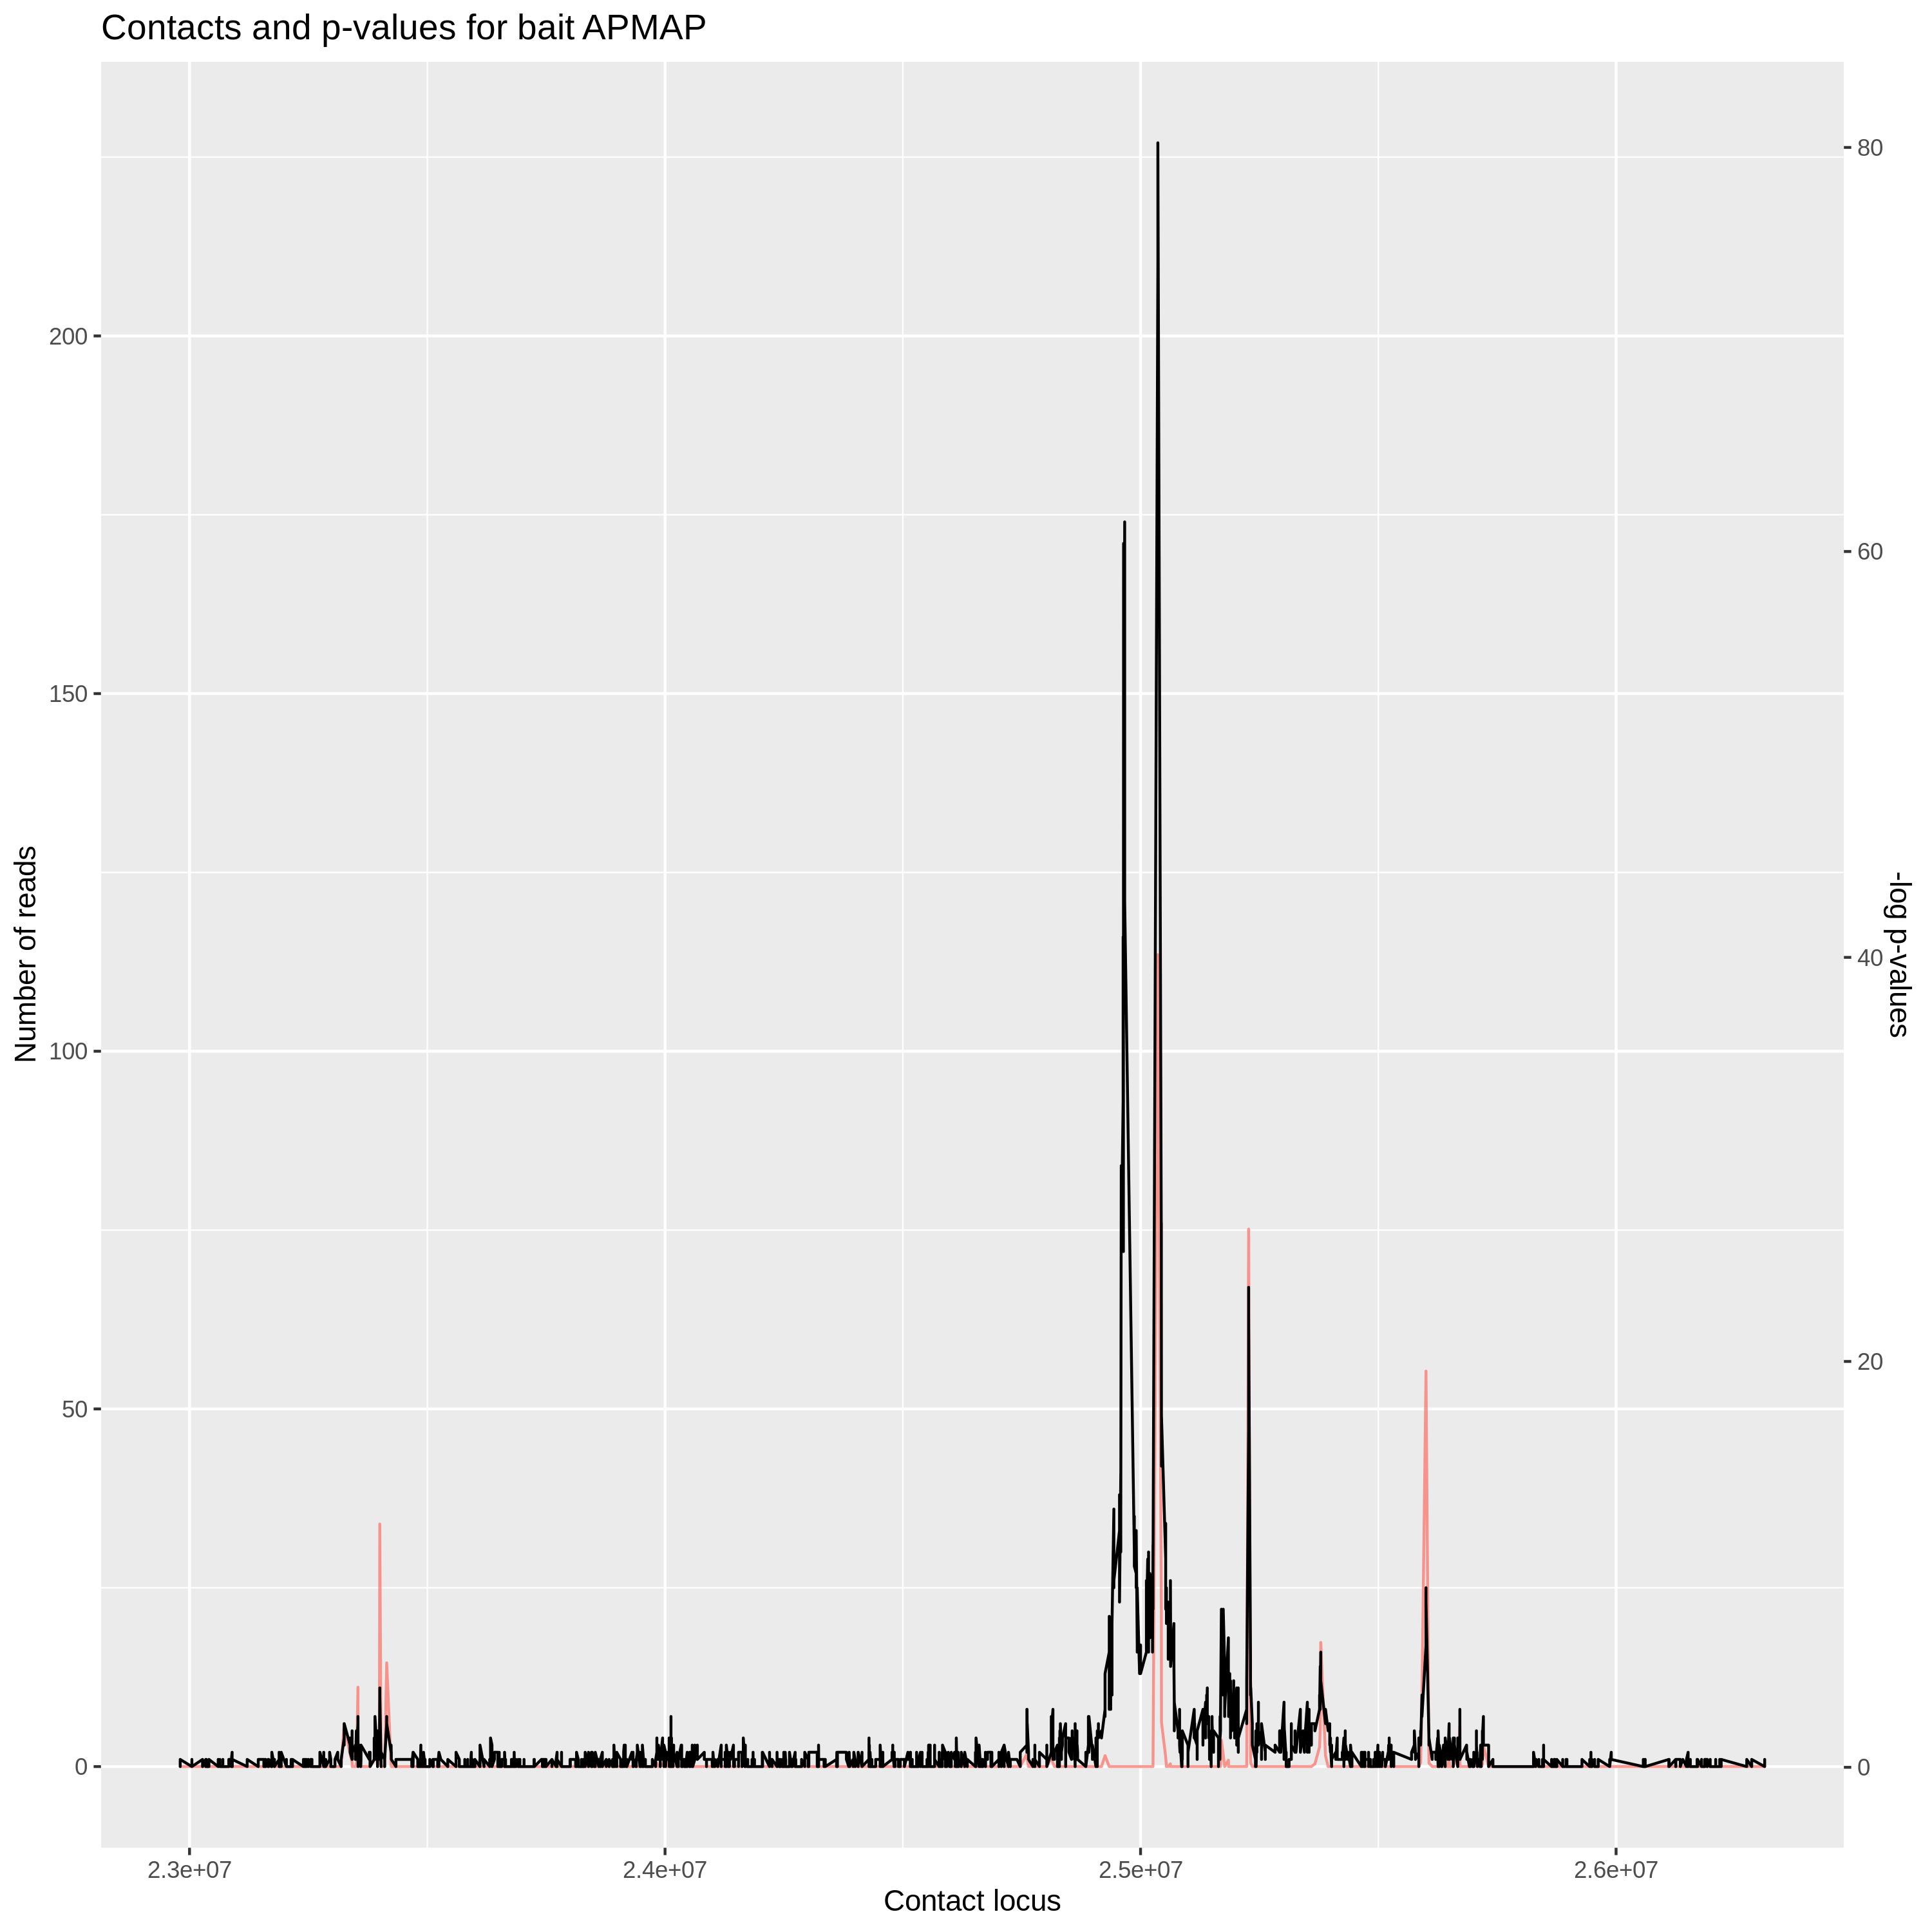 Contacts and p-values for bait APMAP
Number of reads
200
150
100
50
0
80
60
40
20
0
-log p-values
2.3e+07
2.4e+07
2.5e+07
2.6e+07
Contact locus